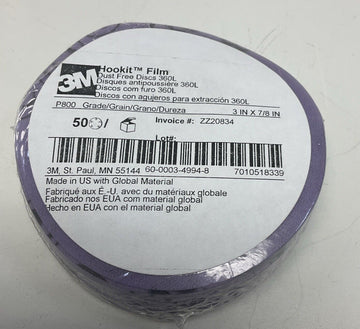 3M
Hookit™ Film
Dust Free Discs 360L
Disques antipoussière 360L
Discos com furo 360L
Discos con agujeros para extracción 360L
P800 Grade/Grain/Grano/Dureza 3 IN X 7/8 IN
50 / Invoice #: ZZ20834
Lot#:
3M, St. Paul, MN 55144 60-0003-4994-8 7010518339
Made in US with Global Material
Fabriqué aux É.-U. avec du matériaux globale
Fabricado nos EUA com material global
Hecho en EUA con el material global